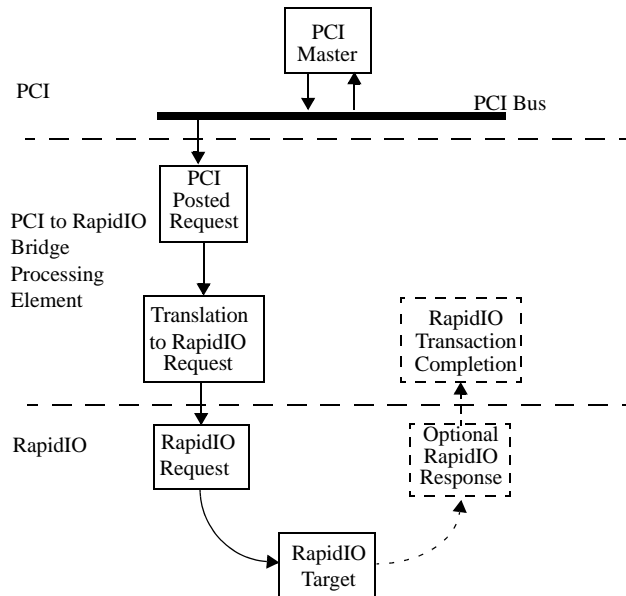 PCI
Master
PCI
PCI Bus
PCI
Posted
Request
PCI to RapidIO
Bridge
Processing
Element
Translation
to RapidIO
Request
RapidIO
Transaction
Completion
RapidIO
RapidIO
Request
Optional
RapidIO
Response
RapidIO
Target